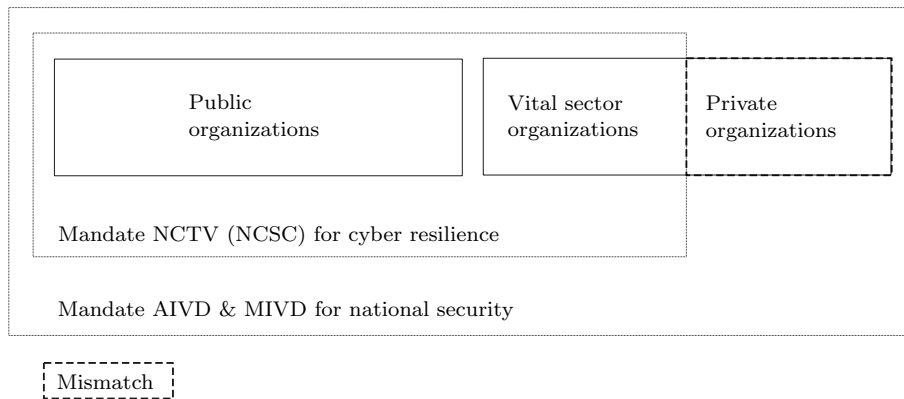 Public
organizations
Vital sector
organizations
Private
organizations
Mandate NCTV (NCSC) for cyber resilience
Mandate AIVD & MIVD for national security
Mismatch